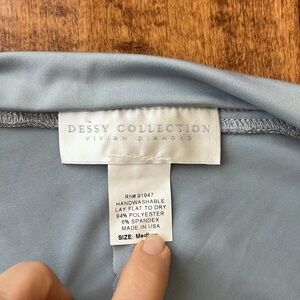 DESSY COLLECTION
VIVIAN DIAMOND
RN# 91947
HANDWASHABLE
LAY FLAT TO DRY
94% POLYESTER
6% SPANDEX
MADE IN USA
SIZE: Medium